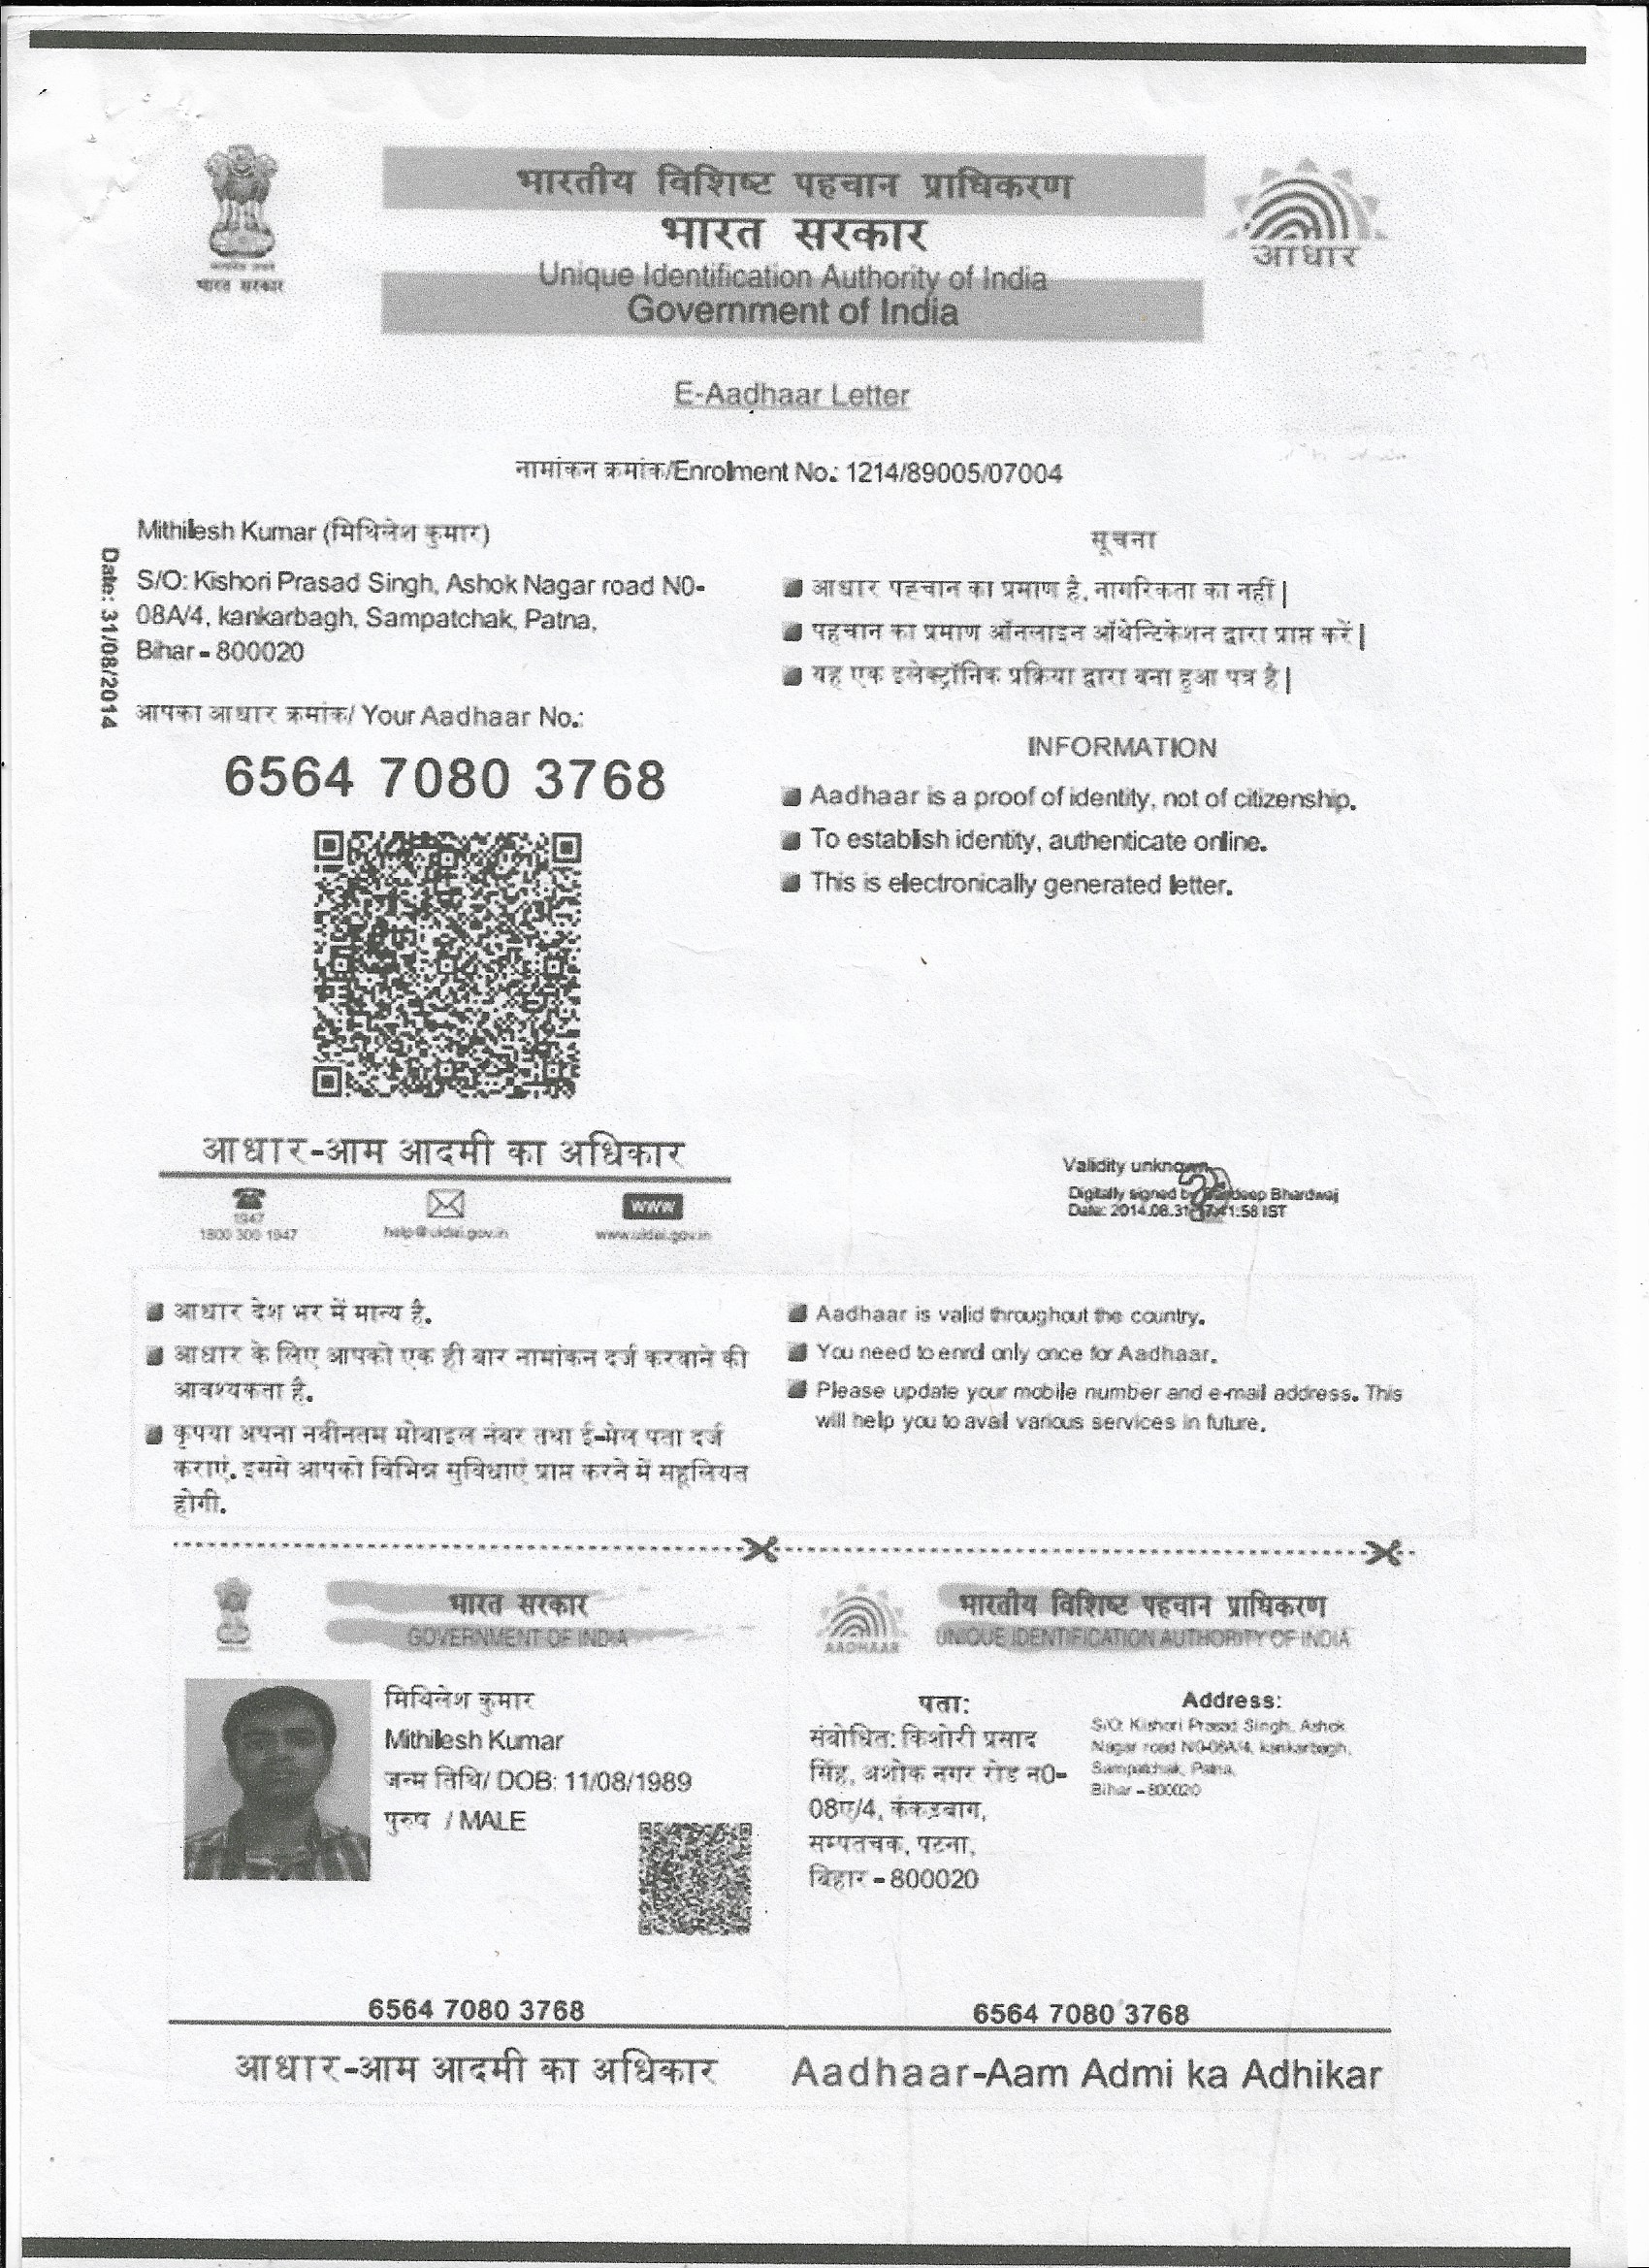 भारतीय विशिष्ट पहचान प्राधिकरण
भारत सरकार
Unique Identification Authority of India
Government of India
भारत सरकार
आधार
E-Aadhaar Letter
नामांकन क्रमांक/Enrolment No.: 1214/89005/07004
Date: 31/08/2014
Mithilesh Kumar (मिथिलेश कुमार)
S/O: Kishori Prasad Singh, Ashok Nagar road N0-
08A/4, kankarbagh, Sampatchak, Patna,
Bihar - 800020
आपका आधार क्रमांक/ Your Aadhaar No.:
6564 7080 3768
सूचना
आधार पहचान का प्रमाण है, नागरिकता का नहीं |
पहचान का प्रमाण ऑनलाइन ऑथेन्टिकेशन द्वारा प्राप्त करें |
यह एक इलेक्ट्रॉनिक प्रक्रिया द्वारा बना हुआ पत्र है |
INFORMATION
Aadhaar is a proof of identity, not of citizenship.
To establish identity, authenticate online.
This is electronically generated letter.
आधार-आम आदमी का अधिकार
1947
1800 300 1947
help@uidai.gov.in
www
www.uidai.gov.in
Validity unknown
Digitally signed by Bhardwaj
Date: 2014.08.31 IST
आधार देश भर में मान्य है.
आधार के लिए आपको एक ही बार नामांकन दर्ज करवाने की
आवश्यकता है.
कृपया अपना नवीनतम मोबाइल नंबर तथा ई-मेल पता दर्ज
कराएं. इससे आपको विभिन्न सुविधाएं प्राप्त करने में सहूलियत
होगी.
Aadhaar is valid throughout the country.
You need to enrol only once for Aadhaar.
Please update your mobile number and e-mail address. This
will help you to avail various services in future.
भारत सरकार
GOVERNMENT OF INDIA
मिथिलेश कुमार
Mithilesh Kumar
जन्म तिथि/ DOB: 11/08/1989
पुरुष / MALE
6564 7080 3768
आधार-आम आदमी का अधिकार
भारतीय विशिष्ट पहचान प्राधिकरण
UNIQUE IDENTIFICATION AUTHORITY OF INDIA
AADHAAR
पता:
संबोधित: किशोरी प्रसाद
सिंह, अशोक नगर रोड न0-
08ए/4, कंकड़बाग,
सम्पतचक, पटना,
बिहार - 800020
Address:
S/O: Kishori Prasad Singh, Ashok
Nagar road N0-08A/4, kankarbagh,
Sampatchak, Patna,
Bihar - 800020
6564 7080 3768
Aadhaar-Aam Admi ka Adhikar